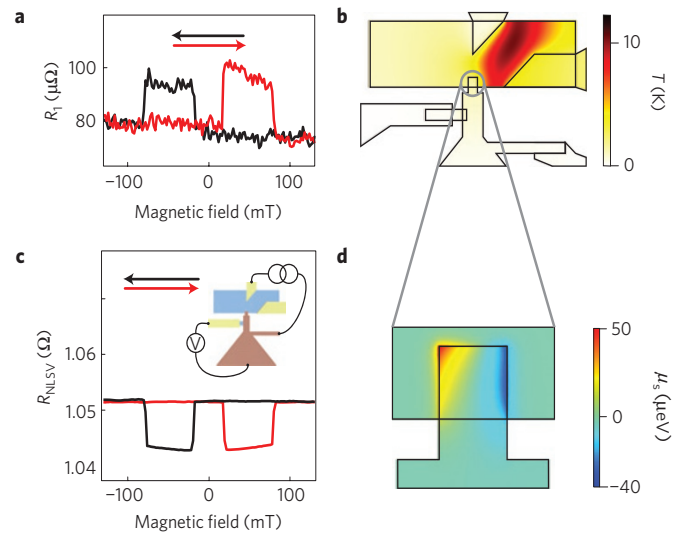 a
R1 (μΩ)
100
80
−100
0
100
Magnetic field (mT)
b
10
0
T (K)
c
V
RNLSV (Ω)
1.06
1.05
1.04
−100
0
100
Magnetic field (mT)
d
50
0
−40
μs (μeV)